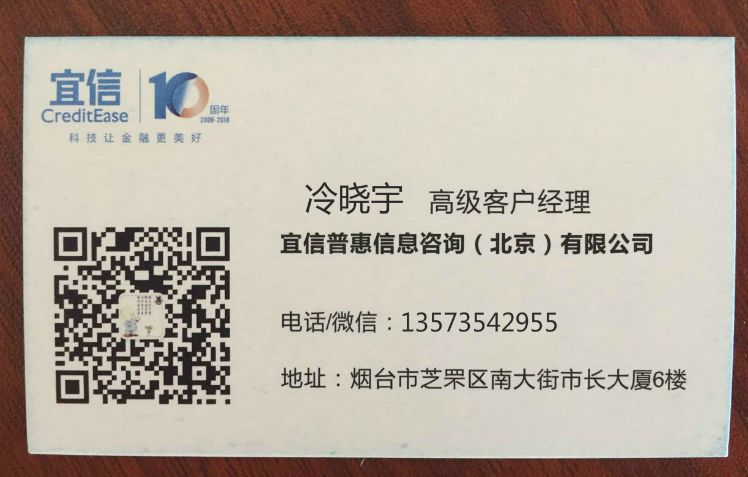 宜信
CreditEase
10
周年
2006-2016
科技让金融更美好
冷晓宇 高级客户经理
宜信普惠信息咨询（北京）有限公司
电话/微信：13573542955
地址：烟台市芝罘区南大街市长大厦6楼